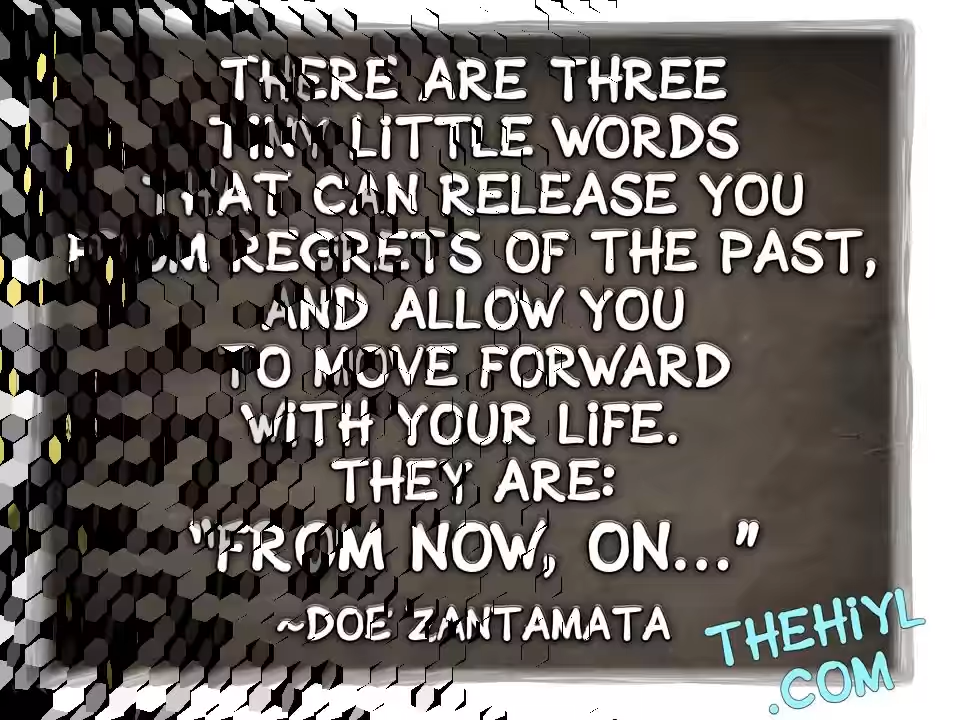 THERE ARE THREE
TINY LiTTLE WORDS
THAT CAN RELEASE YOU
FROM REGRETS OF THE PAST,
AND ALLOW YOU
TO MOVE FORWARD
WiTH YOUR LiFE.
THEY ARE:
"FROM NOW, ON..."
~DOE ZANTAMATA
THEHiYL
.COM